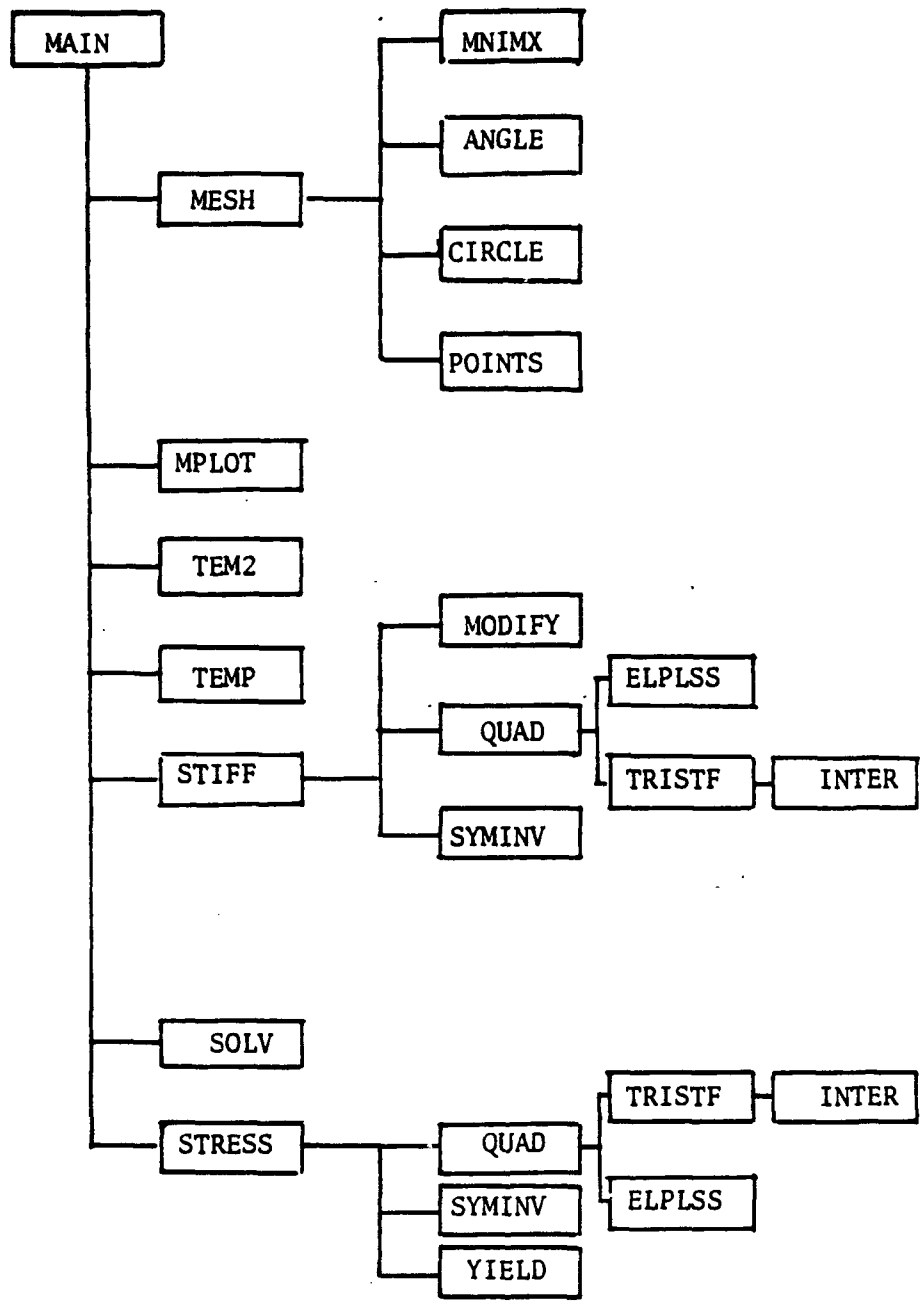 MAIN
MNIMX
ANGLE
MESH
CIRCLE
POINTS
MPLOT
TEM2
TEMP
MODIFY
ELPLSS
QUAD
STIFF
TRISTF
INTER
SYMINV
SOLV
TRISTF
INTER
STRESS
QUAD
SYMINV
ELPLSS
YIELD